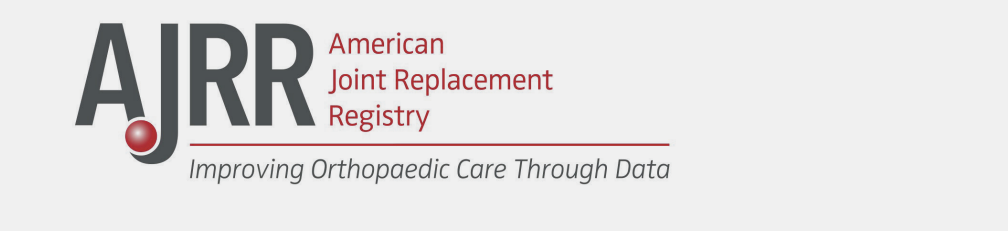 AJRR
American
Joint Replacement
Registry
Improving Orthopaedic Care Through Data